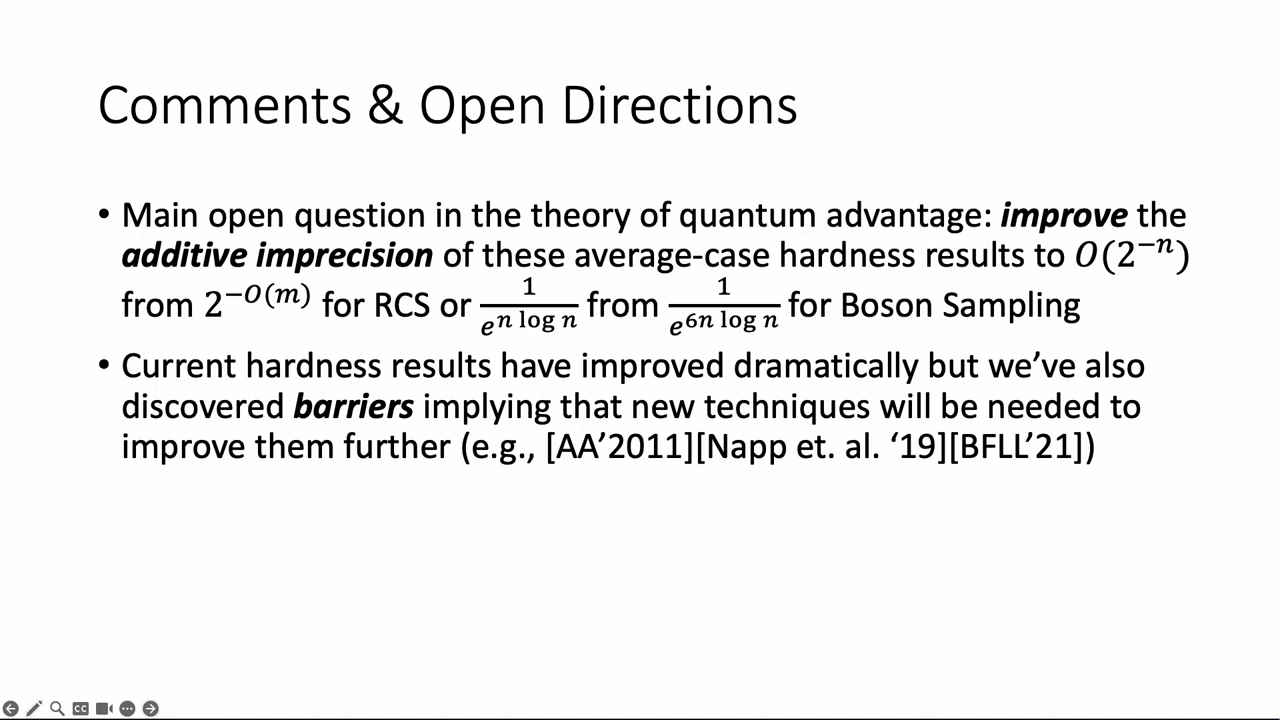 Comments & Open Directions
• Main open question in the theory of quantum advantage: improve the
additive imprecision of these average-case hardness results to $O(2^{-n})$
from $2^{-O(m)}$ for RCS or $\frac{1}{e^{n \log n}}$ from $\frac{1}{e^{6n \log n}}$ for Boson Sampling
• Current hardness results have improved dramatically but we’ve also
discovered barriers implying that new techniques will be needed to
improve them further (e.g., [AA’2011][Napp et. al. ‘19][BFLL’21])
CC